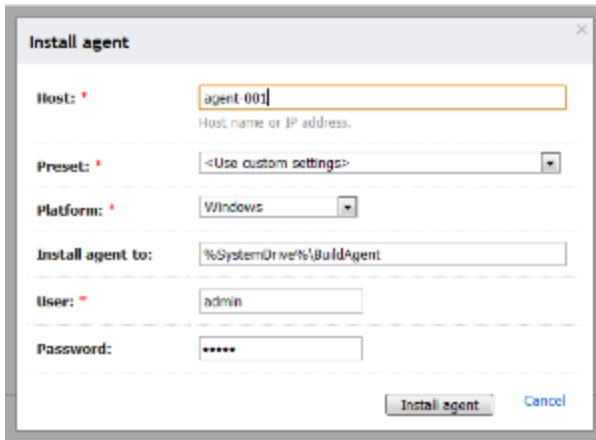 Install agent
Host: *
agent-001
Host name or IP address.
Preset: *
<Use custom settings>
Platform: *
Windows
Install agent to:
%SystemDrive%\BuildAgent
User: *
admin
Password:
•••••
Install agent
Cancel